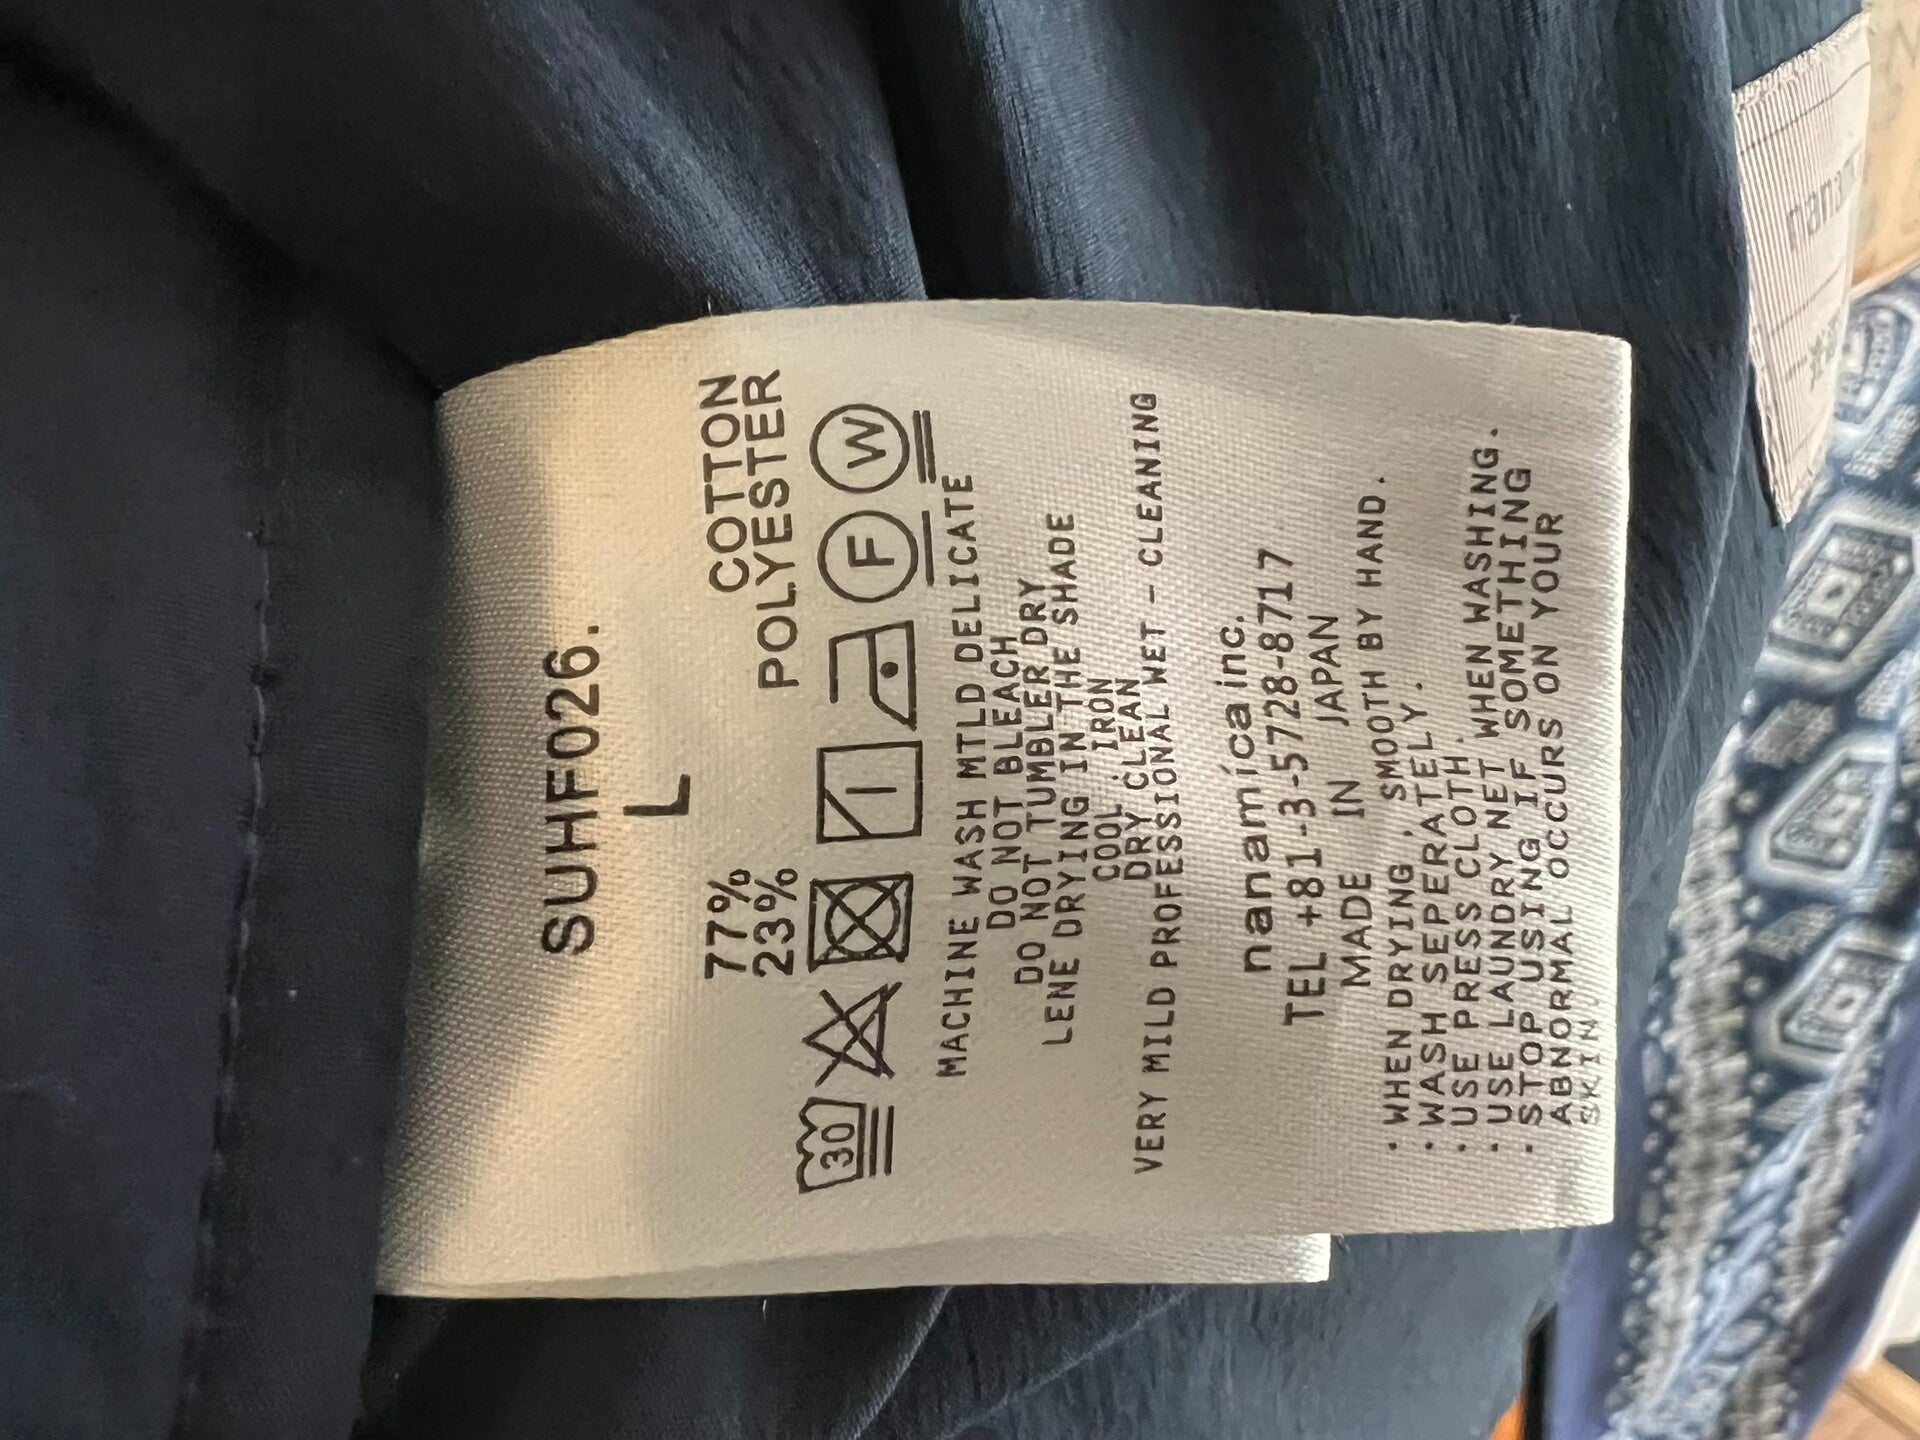 SUHF026.
L
77% COTTON
23% POLYESTER
30 F W
MACHINE WASH MTLD DELICATE
DO NOT BLEACH
DO NOT TUMBLER DRY
LENE DRYING IN THE SHADE
COOL IRON
DRY CLEAN
VERY MILD PROFESSIONAL WET - CLEANING
nanamica inc.
TEL +81-3-5728-8717
MADE IN JAPAN
・WHEN DRYING, SMOOTH BY HAND.
・WASH SEPERATELY.
・USE PRESS CLOTH.
・USE LAUNDRY NET WHEN WASHING.
・STOP USING IF SOMETHING
ABNORMAL OCCURS ON YOUR
SKIN.